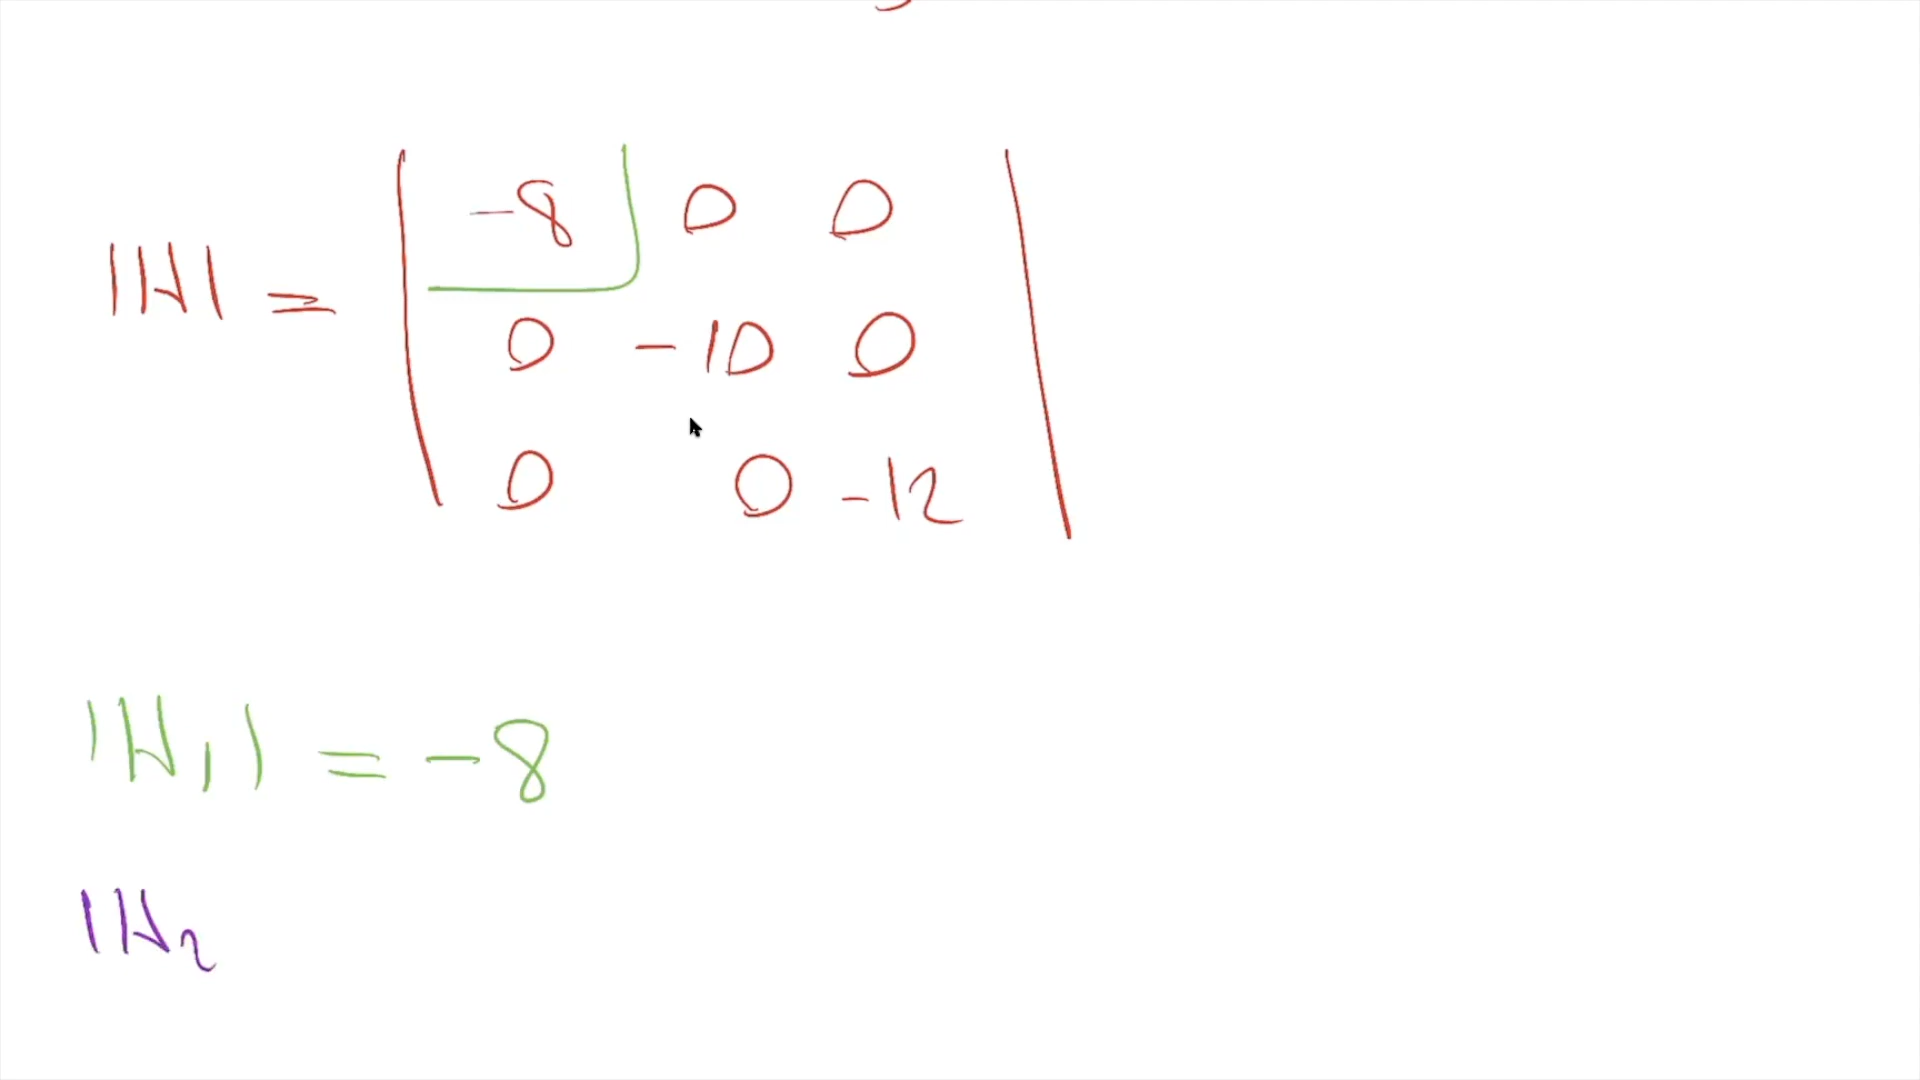 |H| =
-8 0 0
0 -10 0
0 0 -12
|H₁| = -8
|H₂